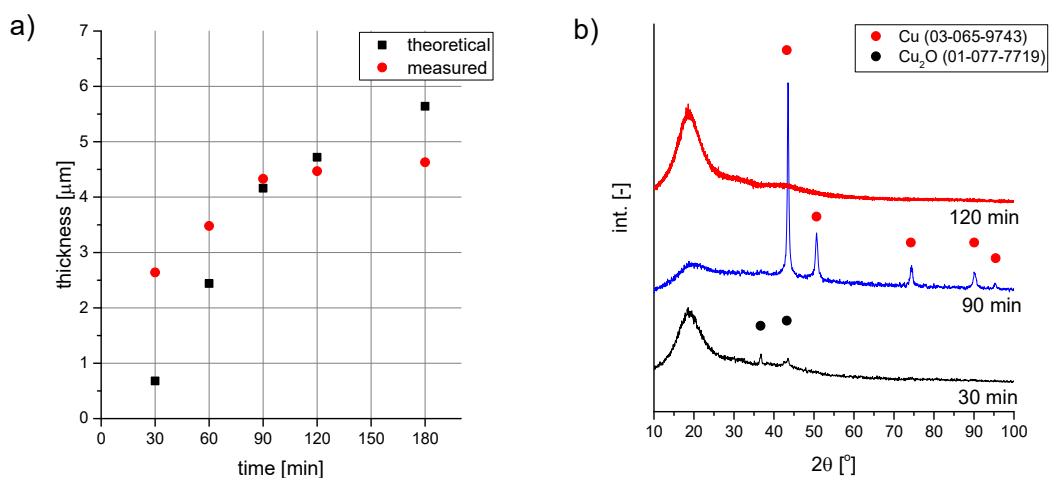 a)
7
6
5
4
3
2
1
0
thickness [μm]
theoretical
measured
0 30 60 90 120 150 180
time [min]
b)
Cu (03-065-9743)
Cu₂O (01-077-7719)
int. [-]
120 min
90 min
30 min
10 20 30 40 50 60 70 80 90 100
2θ [°]